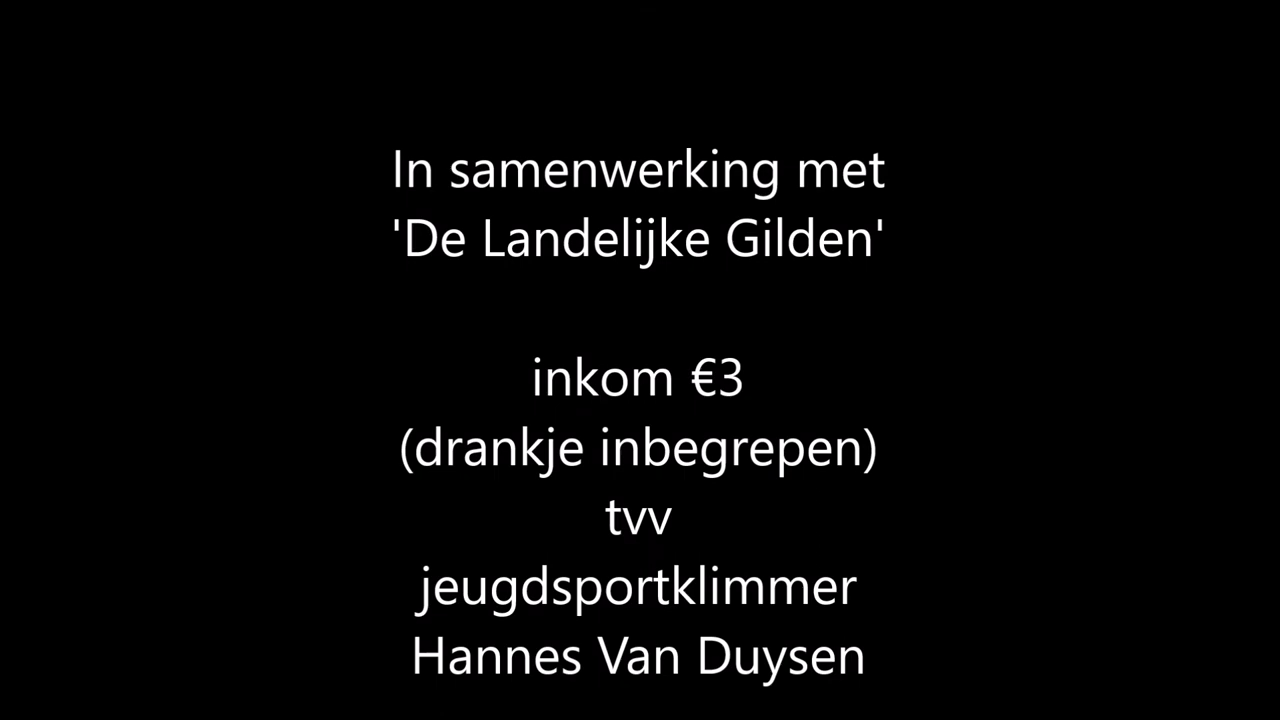 In samenwerking met
'De Landelijke Gilden'
inkom €3
(drankje inbegrepen)
tvv
jeugdsportklimmer
Hannes Van Duysen